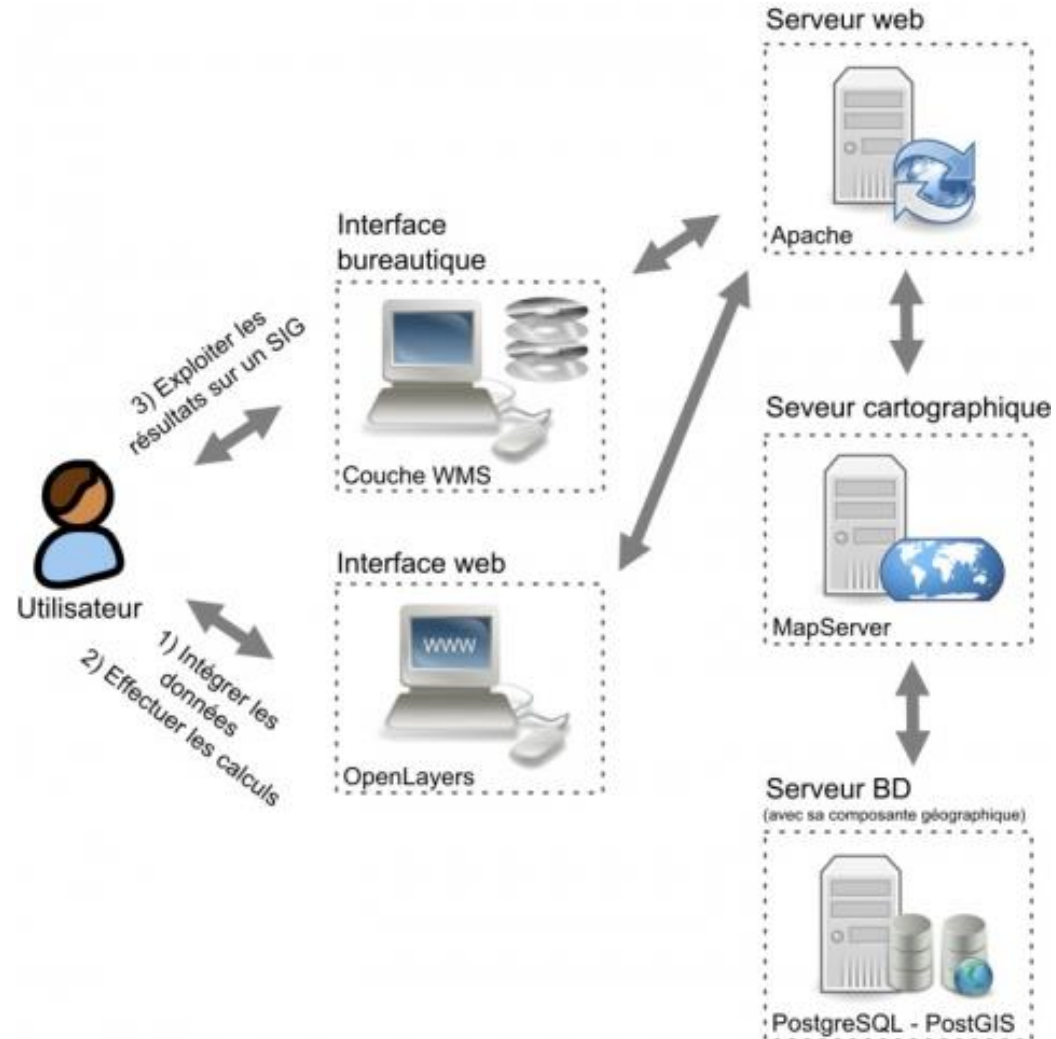 Serveur web
Apache
Interface
bureautique
3) Exploiter les
résultats sur un SIG
Couche WMS
Seveur cartographique
MapServer
Utilisateur
Interface web
www
1) Intégrer les
données
2) Effectuer les calculs
OpenLayers
Serveur BD
(avec sa composante géographique)
PostgreSQL - PostGIS